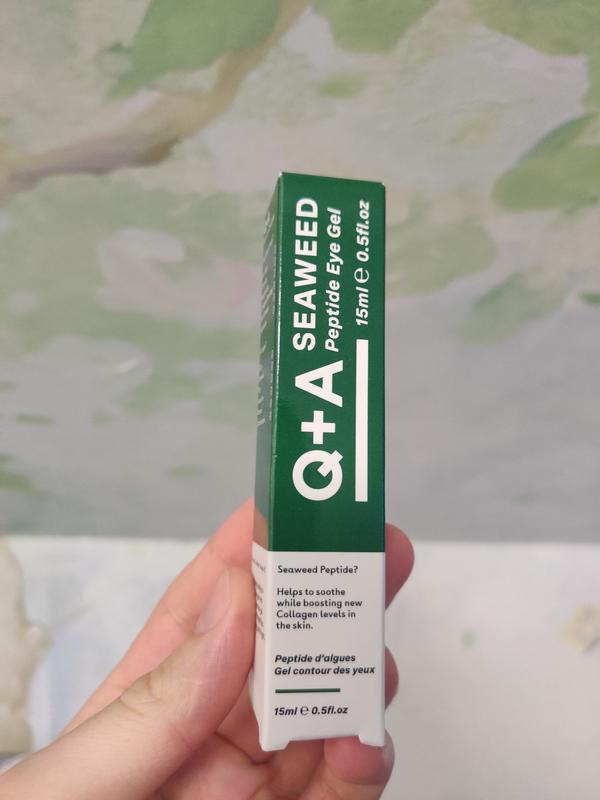 Q+A SEAWEED
Peptide Eye Gel
15ml ℮ 0.5fl.oz
Seaweed Peptide?
Helps to soothe
while boosting new
Collagen levels in
the skin.
Peptide d'algues
Gel contour des yeux
15ml ℮ 0.5fl.oz